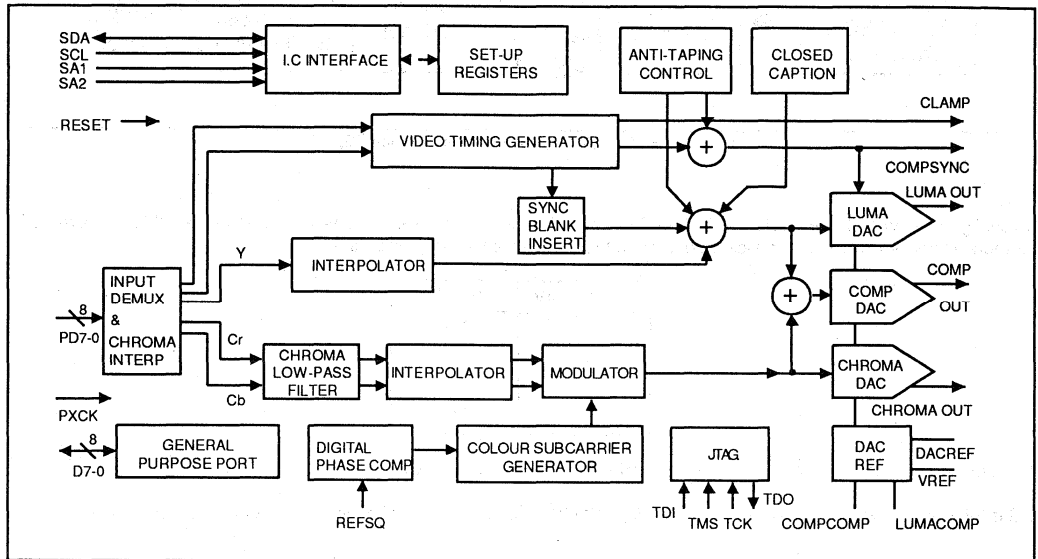 SDA
SCL
SA1
SA2
I.C INTERFACE
SET-UP
REGISTERS
ANTI-TAPING
CONTROL
CLOSED
CAPTION
CLAMP
RESET
VIDEO TIMING GENERATOR
+
COMPSYNC
LUMA OUT
SYNC
BLANK
INSERT
+
LUMA
DAC
Y
INTERPOLATOR
INPUT
DEMUX
&
CHROMA
INTERP
8
PD7-0
+
COMP
DAC
COMP
OUT
Cr
Cb
CHROMA
LOW-PASS
FILTER
INTERPOLATOR
MODULATOR
CHROMA
DAC
CHROMA OUT
PXCK
8
D7-0
GENERAL
PURPOSE PORT
DIGITAL
PHASE COMP
COLOUR SUBCARRIER
GENERATOR
JTAG
DAC
REF
DACREF
VREF
REFSQ
TDI
TMS
TCK
TDO
COMPCOMP
LUMACOMP